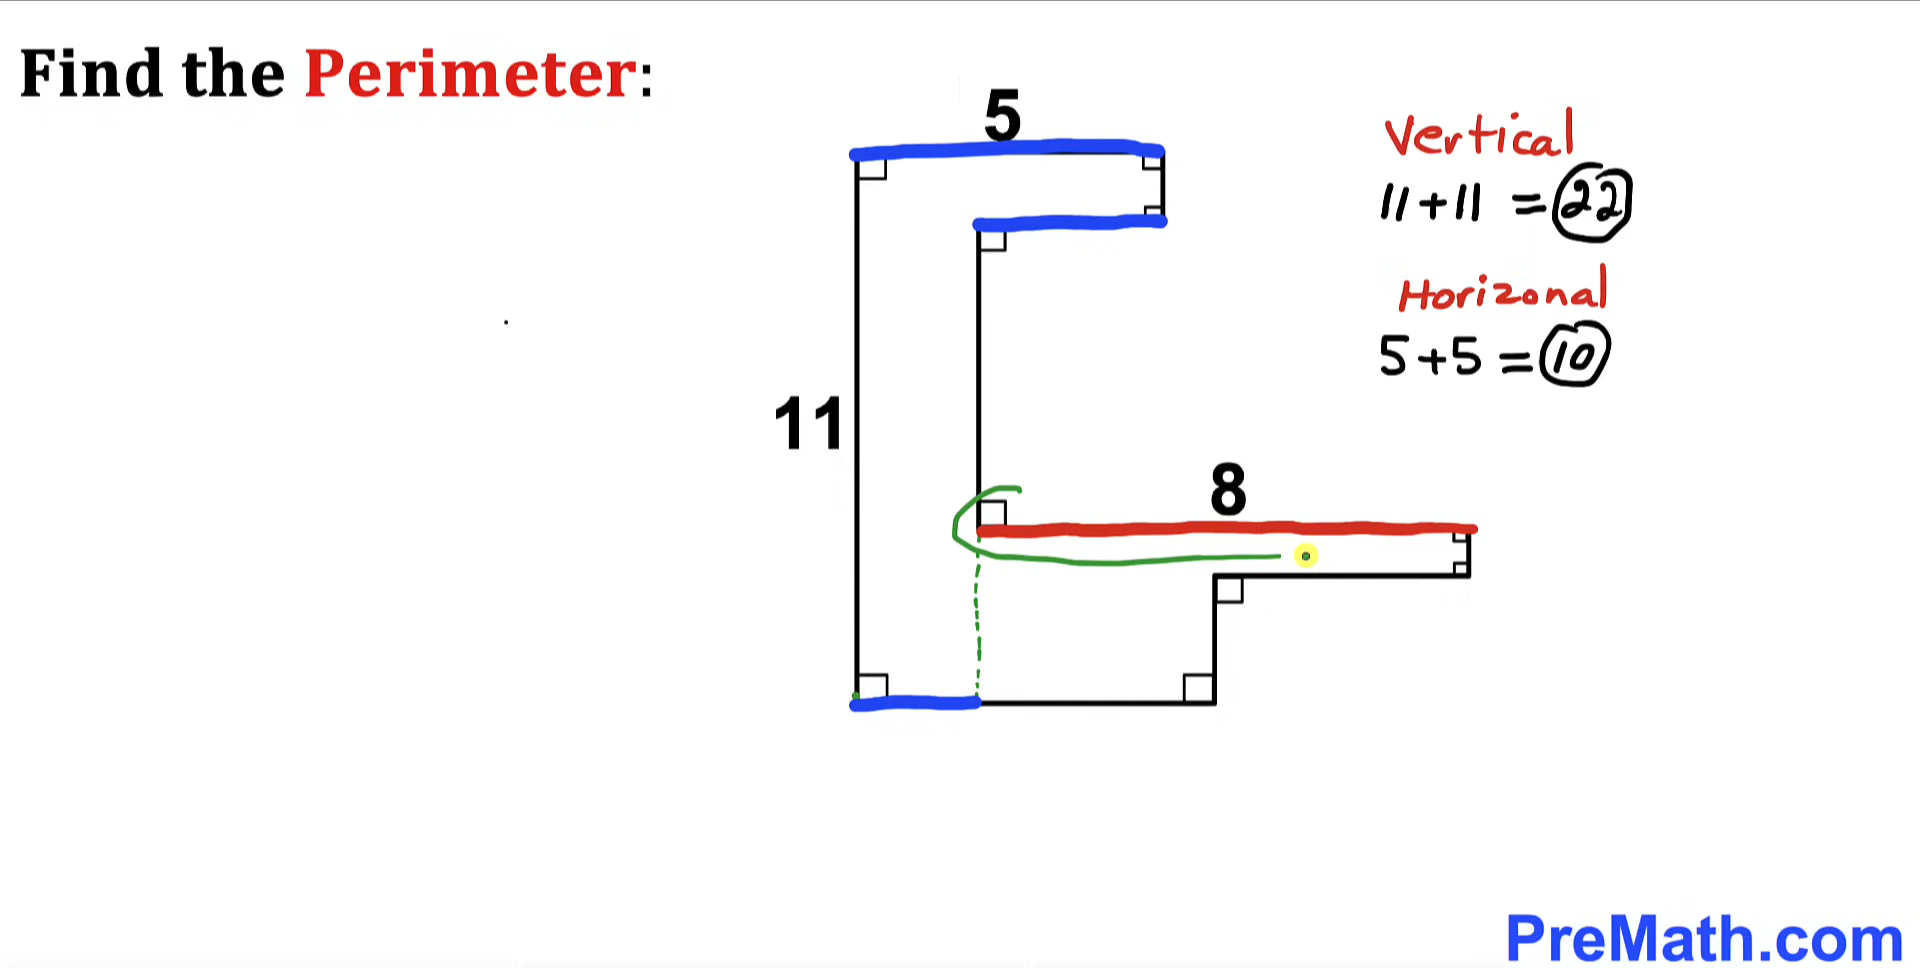 Find the Perimeter:
5
11
8
Vertical
11+11 = 22
Horizonal
5+5 = 10
PreMath.com